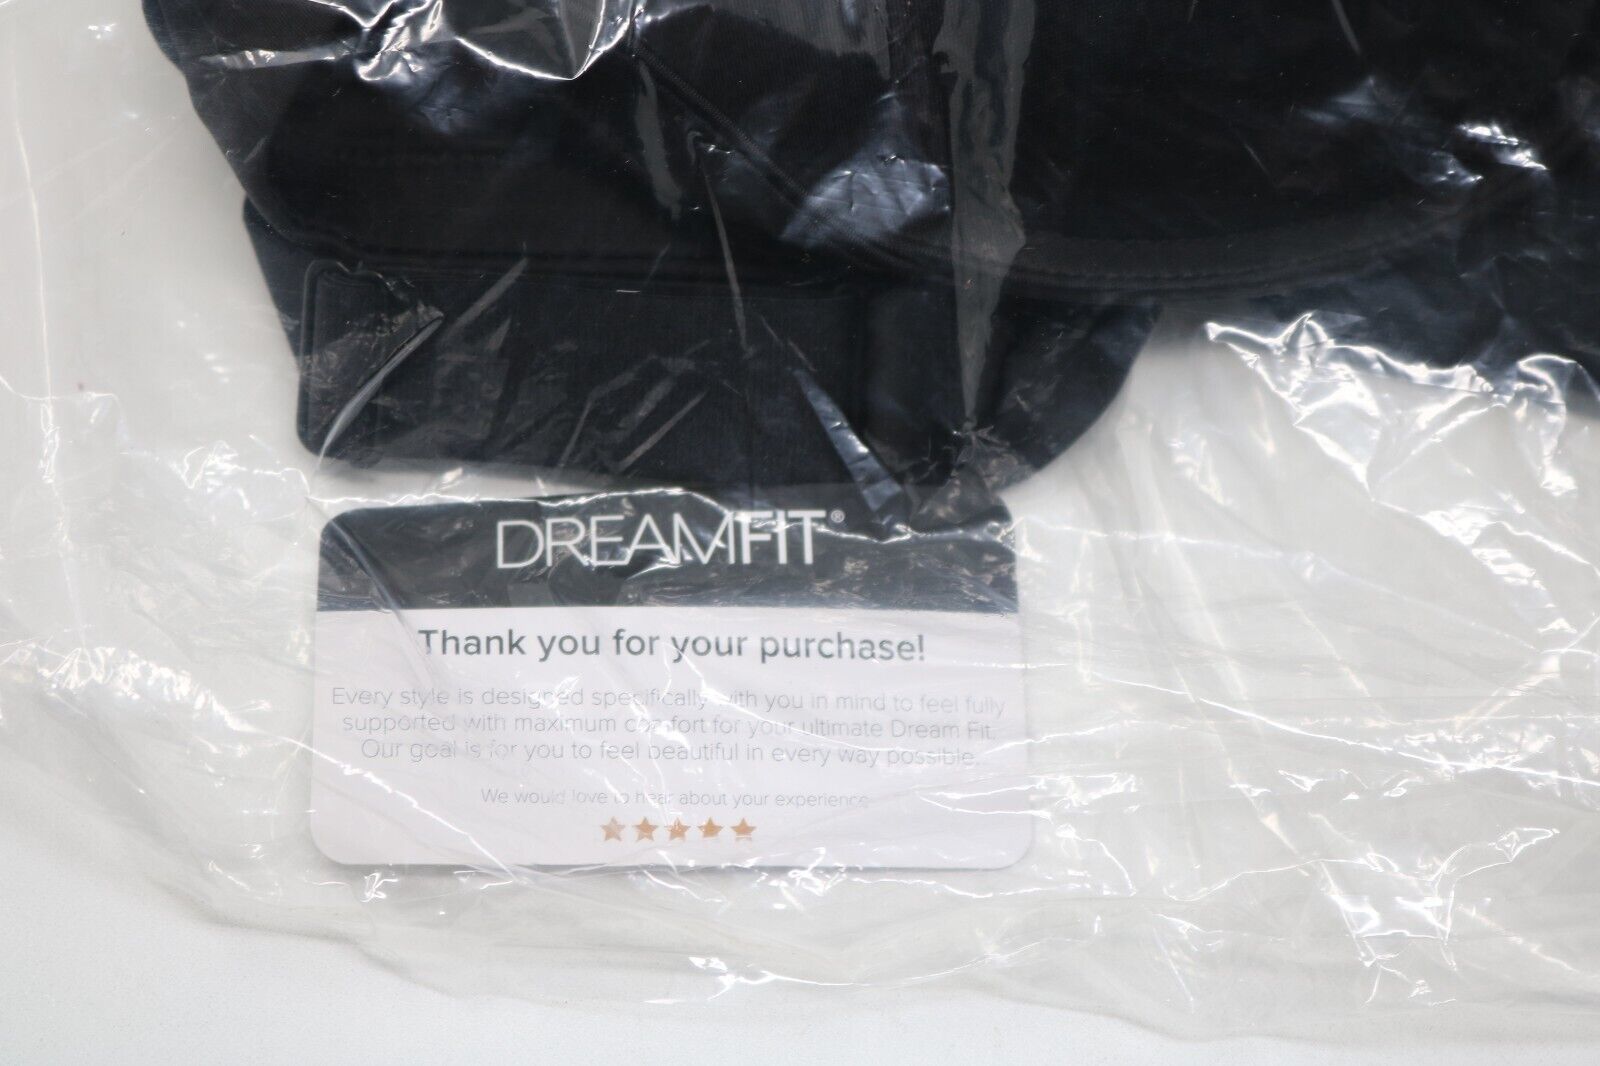 DREAMFIT®
Thank you for your purchase!
Every style is designed specifically with you in mind to feel fully
supported with maximum comfort for your ultimate Dream Fit.
Our goal is for you to feel beautiful in every way possible.
We would love to hear about your experience